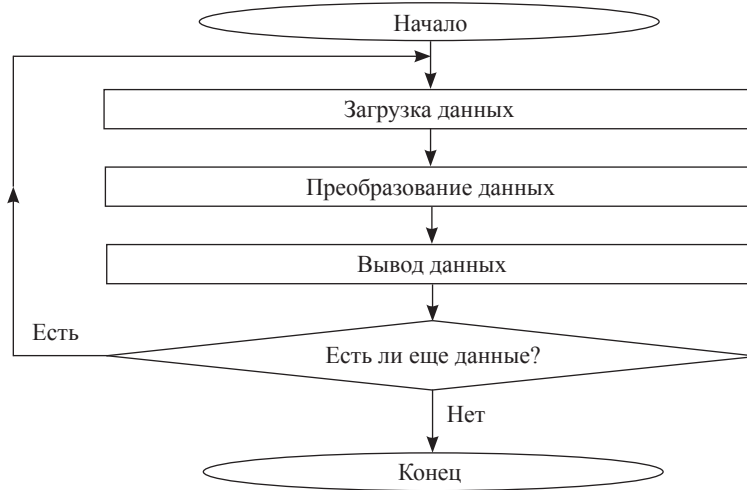 Начало
Загрузка данных
Преобразование данных
Вывод данных
Есть
Есть ли еще данные?
Нет
Конец